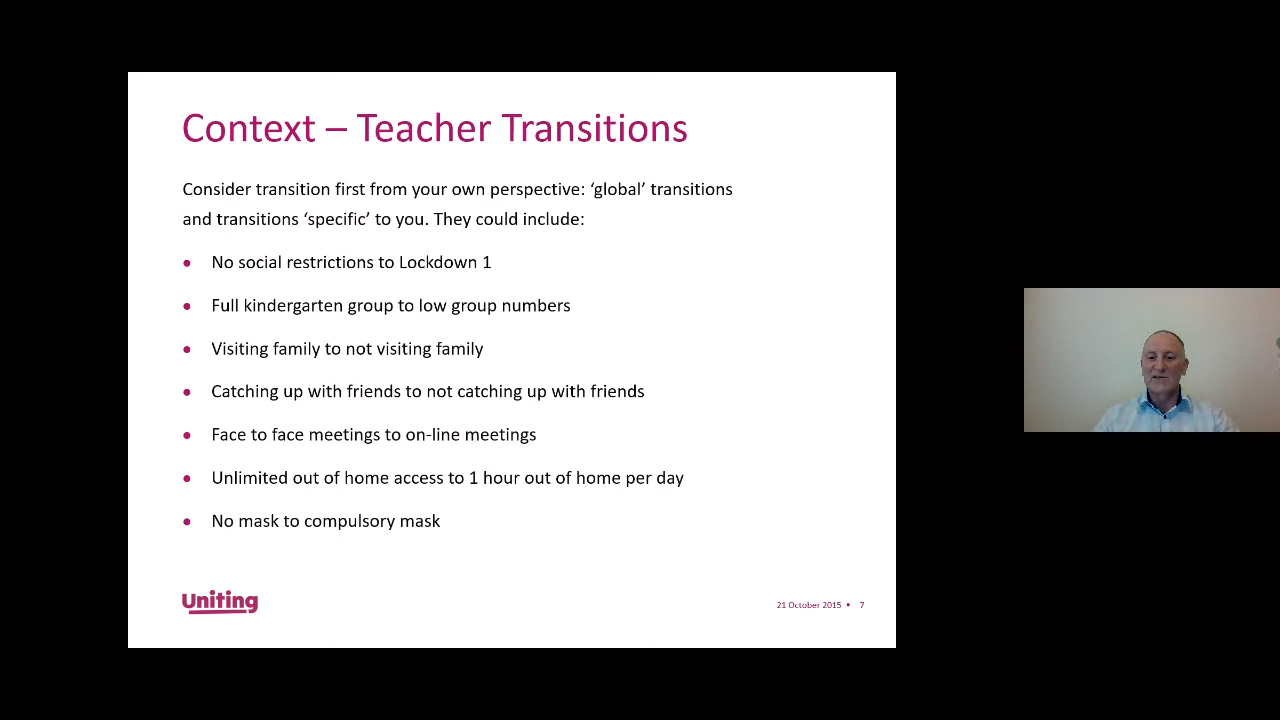 Context – Teacher Transitions
Consider transition first from your own perspective: ‘global’ transitions
and transitions ‘specific’ to you. They could include:
• No social restrictions to Lockdown 1
• Full kindergarten group to low group numbers
• Visiting family to not visiting family
• Catching up with friends to not catching up with friends
• Face to face meetings to on-line meetings
• Unlimited out of home access to 1 hour out of home per day
• No mask to compulsory mask
Uniting
21 October 2015 • 7